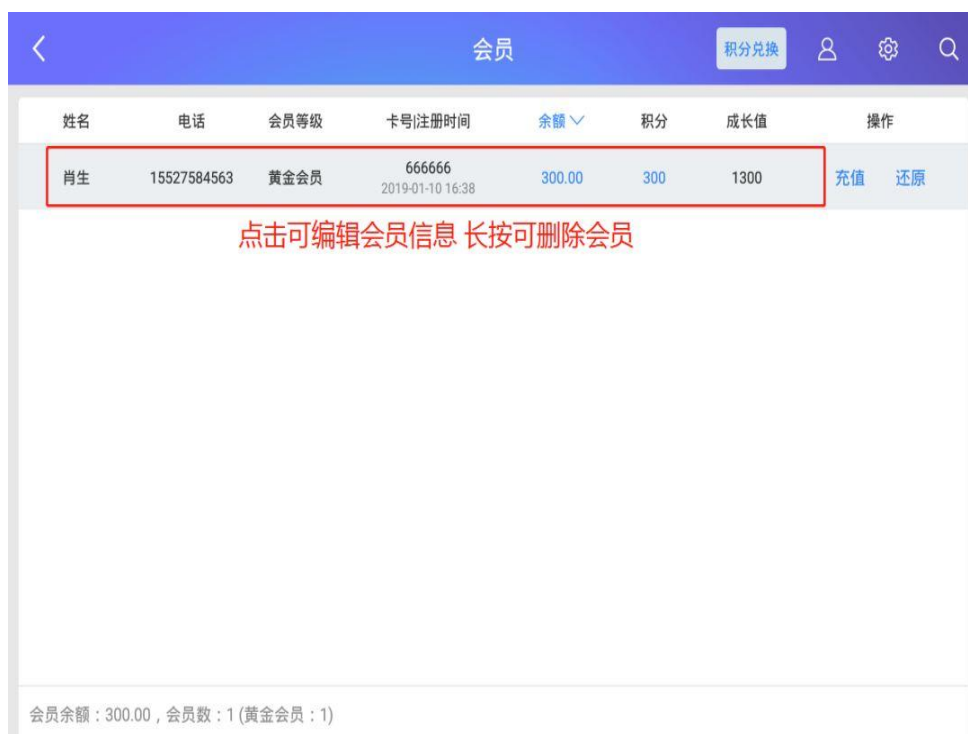 会员 积分兑换
姓名 电话 会员等级 卡号|注册时间 余额 积分 成长值 操作
肖生 15527584563 黄金会员 666666 300.00 300 1300 充值 还原
2019-01-10 16:38
点击可编辑会员信息 长按可删除会员
会员余额：300.00，会员数：1 (黄金会员：1)